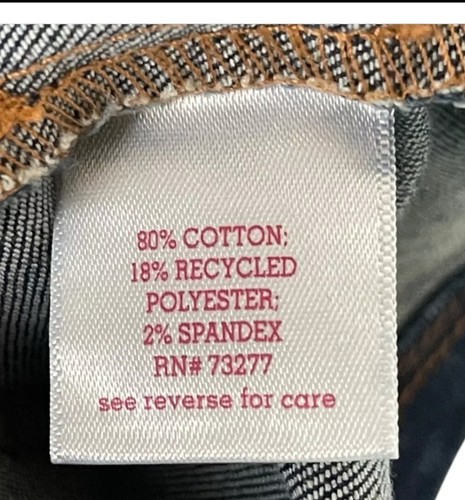 80% COTTON;
18% RECYCLED
POLYESTER;
2% SPANDEX
RN# 73277
see reverse for care